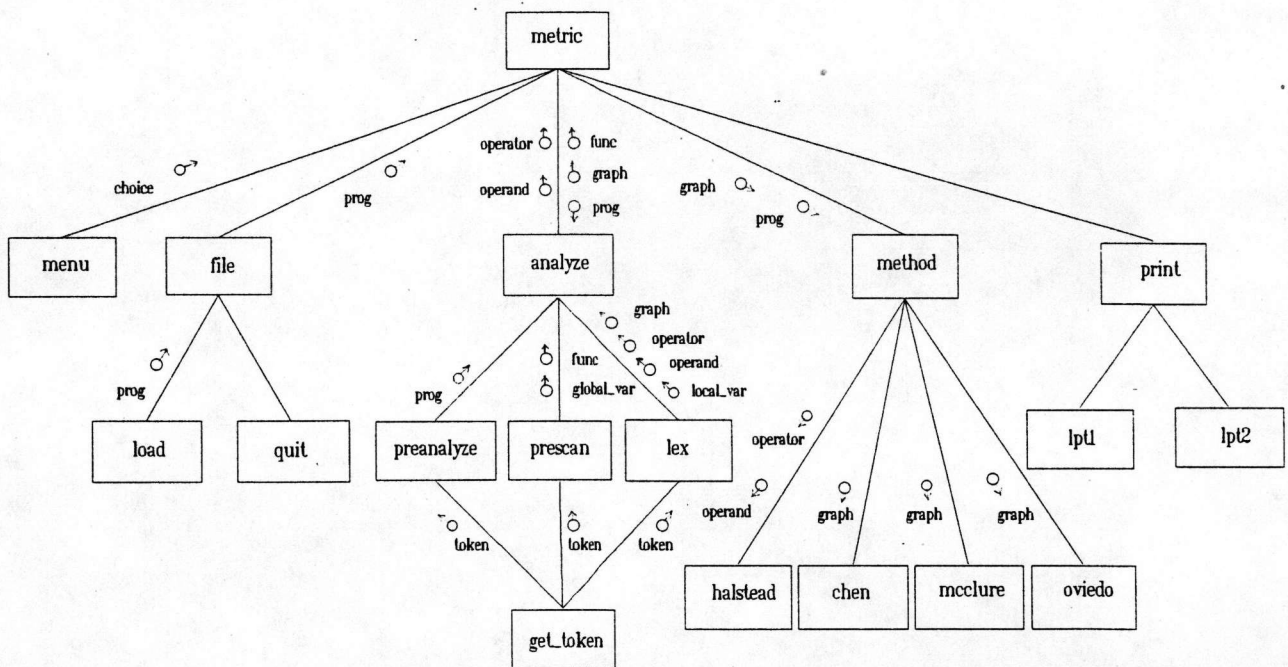 metric
operator func
choice
prog
operand graph
prog
graph
prog
menu file analyze method print
graph
operator
func operand
prog global_var local_var
prog
operator
load quit preanalyze prescan lex lpt1 lpt2
operand graph graph graph
token token token
halstead chen mcclure oviedo
get_token